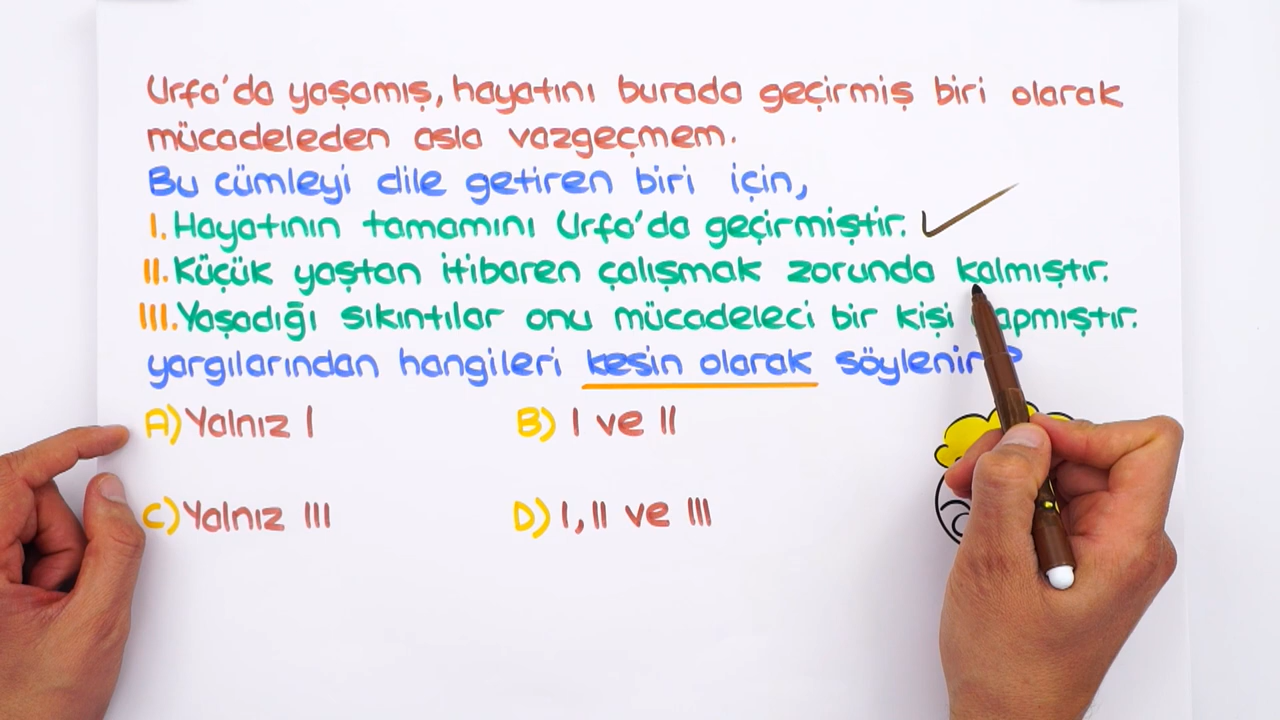 Urfa'da yaşamış, hayatını burada geçirmiş biri olarak
mücadeleden asla vazgeçmem.
Bu cümleyi dile getiren biri için,
I. Hayatının tamamını Urfa'da geçirmiştir.
II. Küçük yaştan itibaren çalışmak zorunda kalmıştır.
III. Yaşadığı sıkıntılar onu mücadeleci bir kişi yapmıştır.
yargılarından hangileri kesin olarak söylenir?
A) Yalnız I
B) I ve II
C) Yalnız III
D) I, II ve III